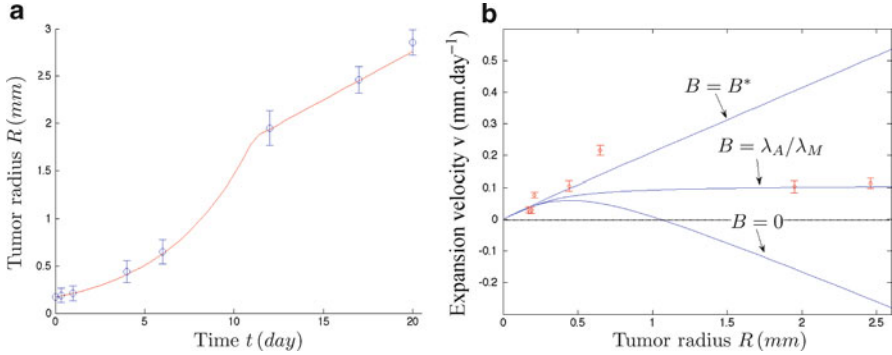 a
Tumor radius R (mm)
3
2.5
2
1.5
1
0.5
0
0
5
10
15
20
Time t (day)
b
Expansion velocity v (mm.day⁻¹)
0.5
0.4
0.3
0.2
0.1
0
-0.1
-0.2
B = B*
B = λ_A/λ_M
B = 0
0
0.5
1
1.5
2
2.5
Tumor radius R (mm)